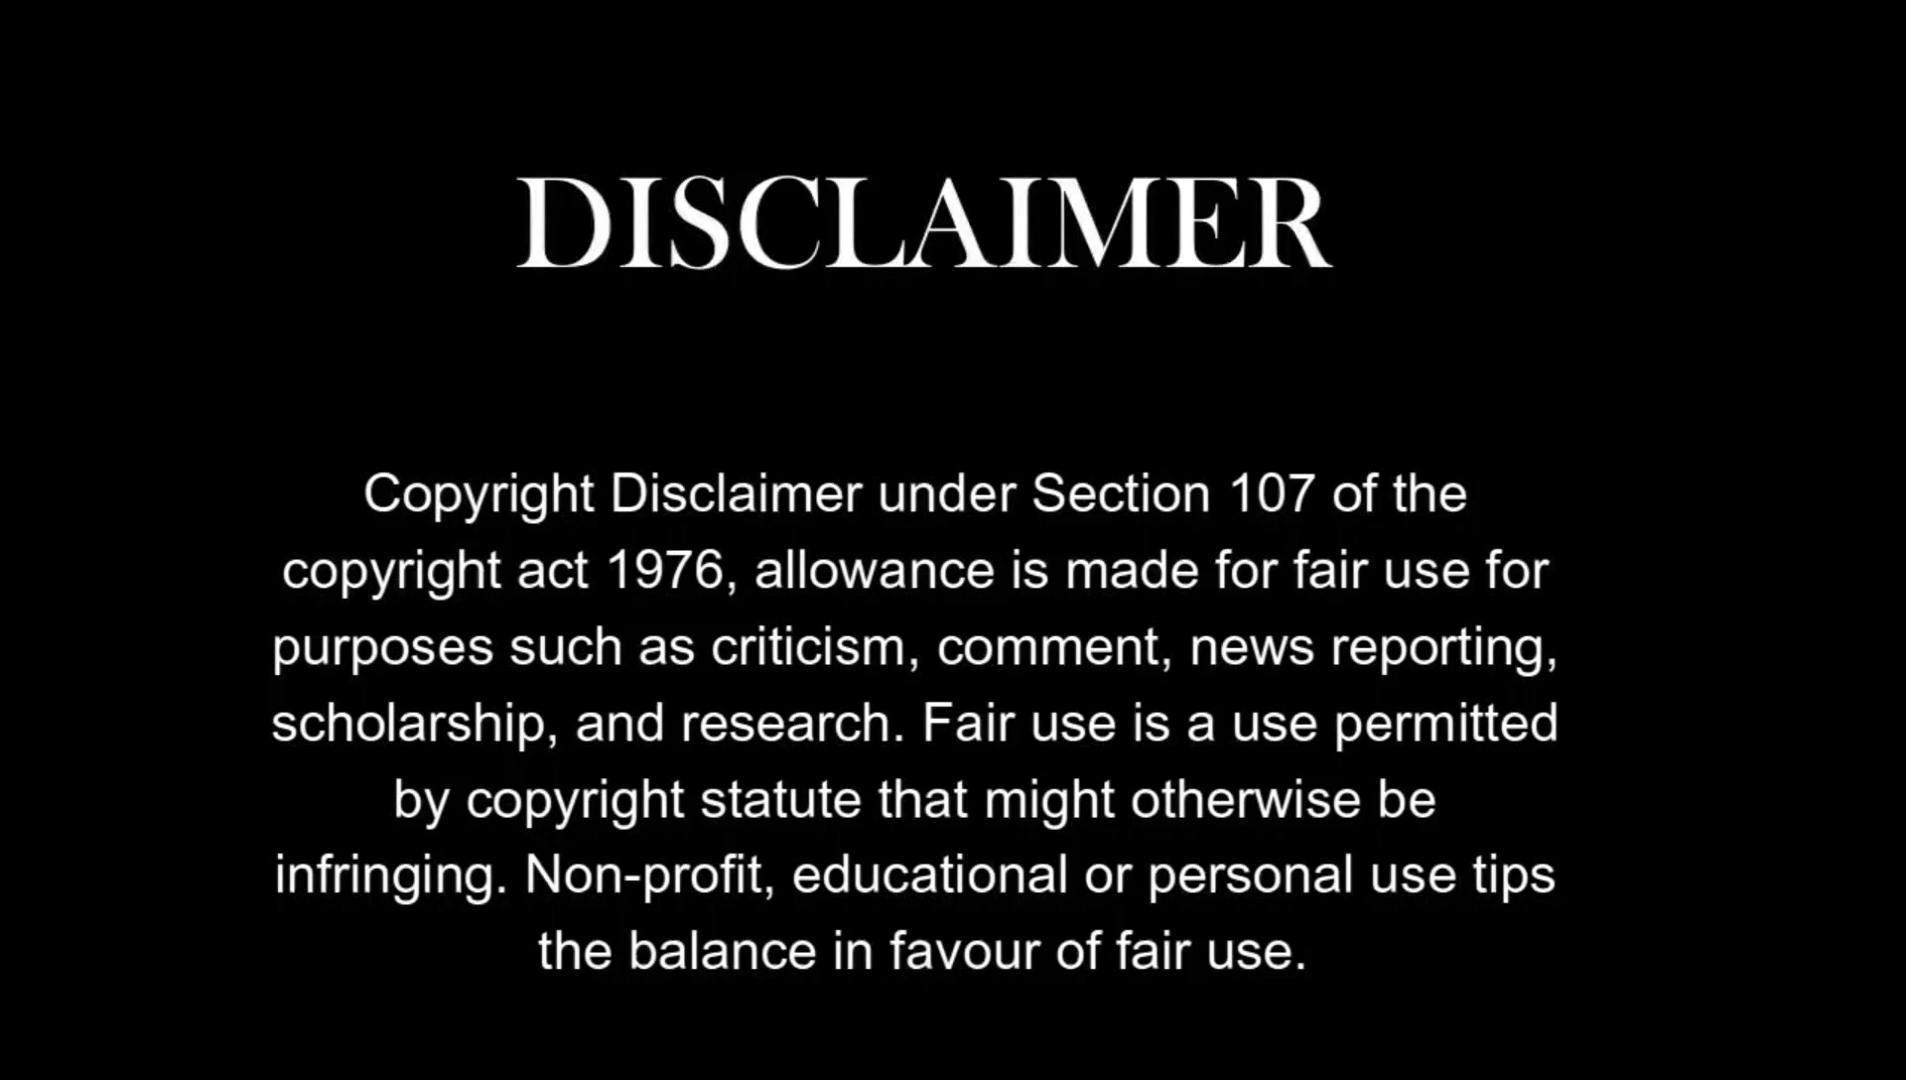 DISCLAIMER
Copyright Disclaimer under Section 107 of the
copyright act 1976, allowance is made for fair use for
purposes such as criticism, comment, news reporting,
scholarship, and research. Fair use is a use permitted
by copyright statute that might otherwise be
infringing. Non-profit, educational or personal use tips
the balance in favour of fair use.